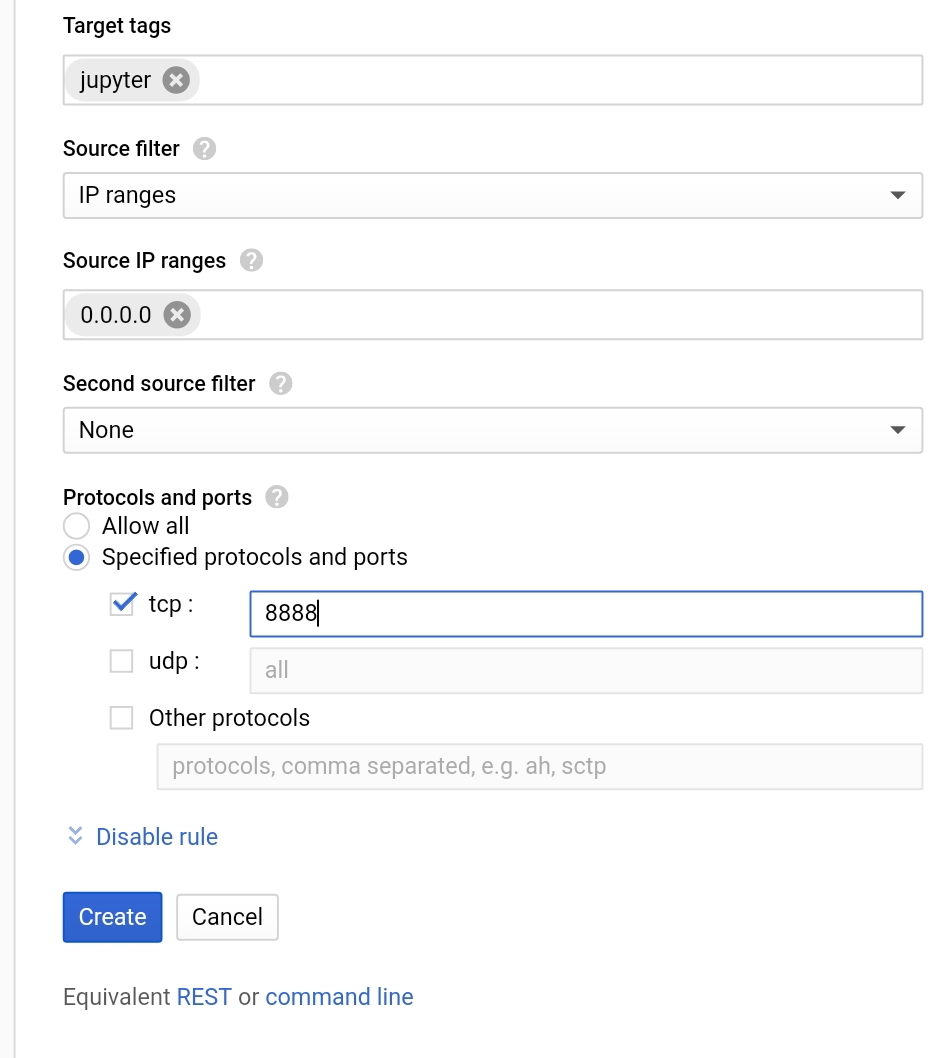 Target tags
jupyter
Source filter
IP ranges
Source IP ranges
0.0.0.0
Second source filter
None
Protocols and ports
Allow all
Specified protocols and ports
tcp : 8888
udp : all
Other protocols
protocols, comma separated, e.g. ah, sctp
Disable rule
Create Cancel
Equivalent REST or command line